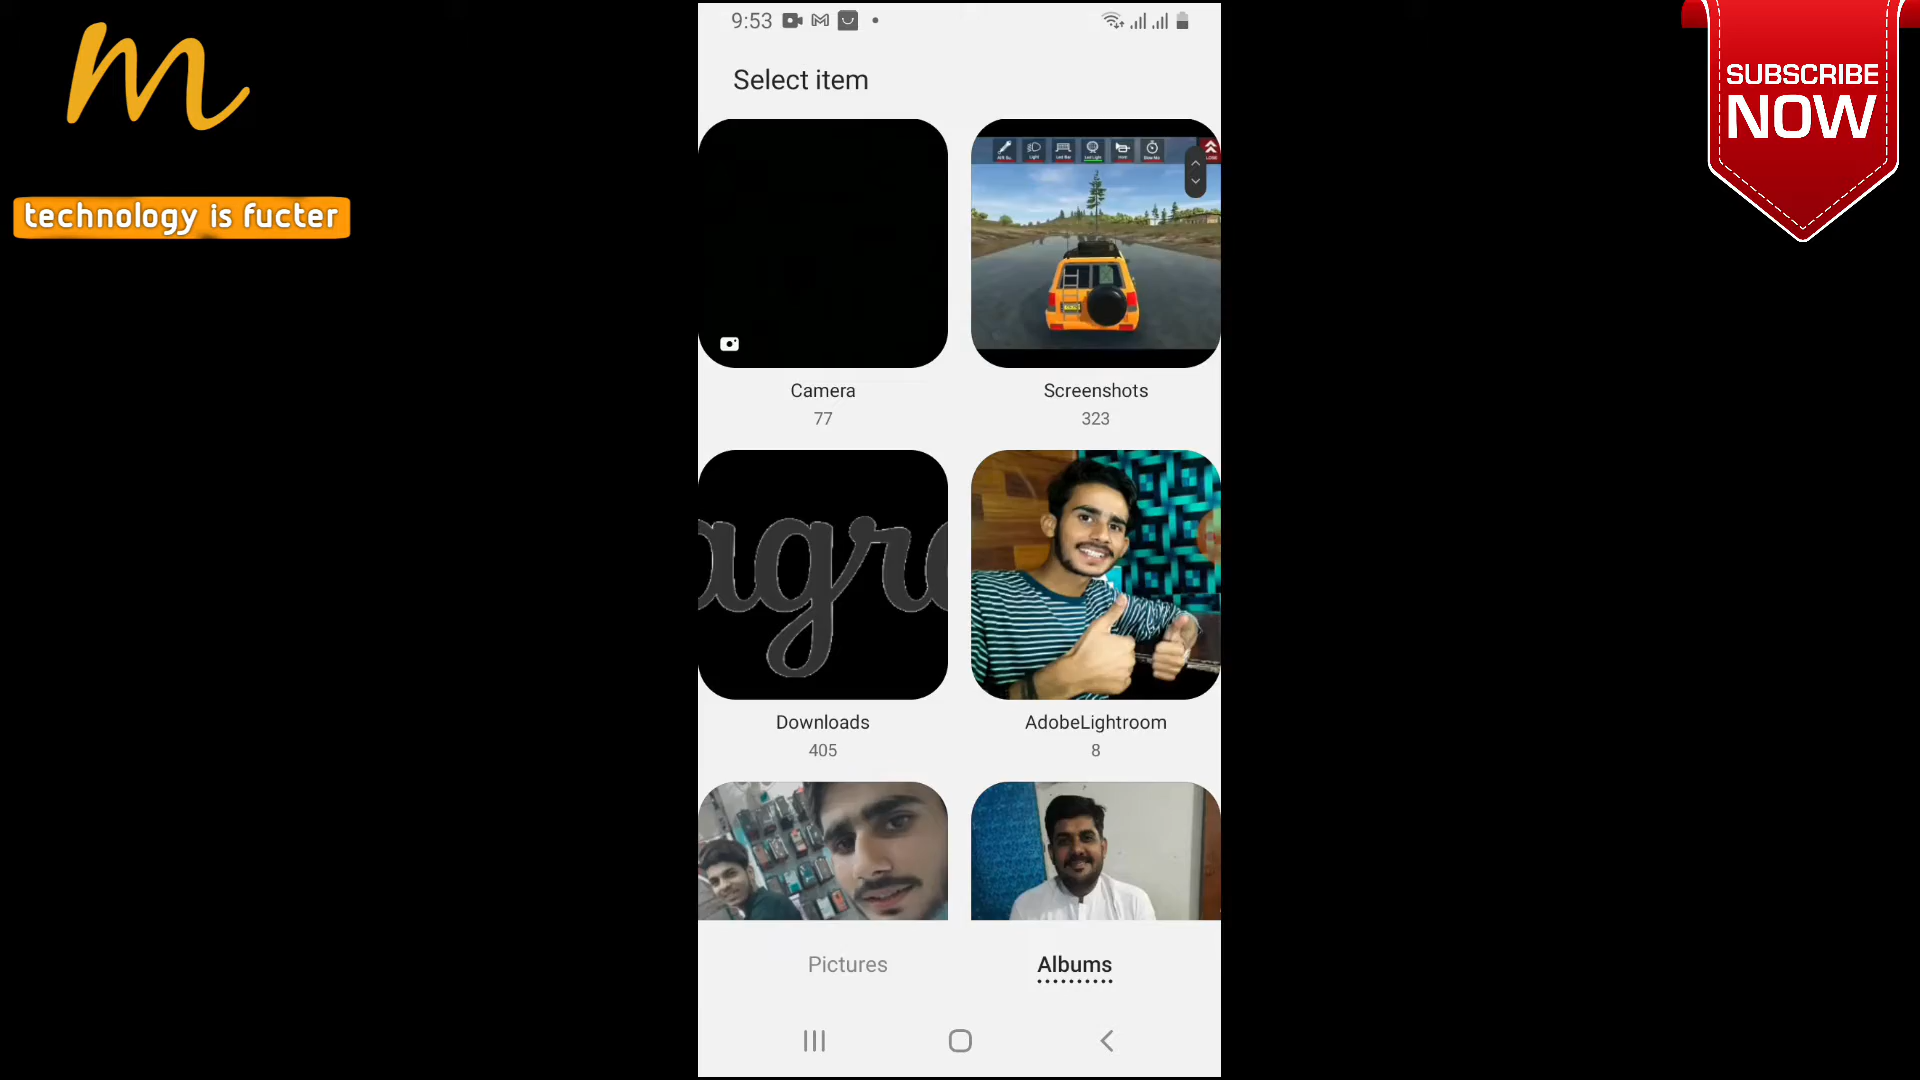 m
technology is fucter
SUBSCRIBE
NOW
9:53
Select item
Camera
77
Screenshots
323
agr
Downloads
405
AdobeLightroom
8
Pictures
Albums